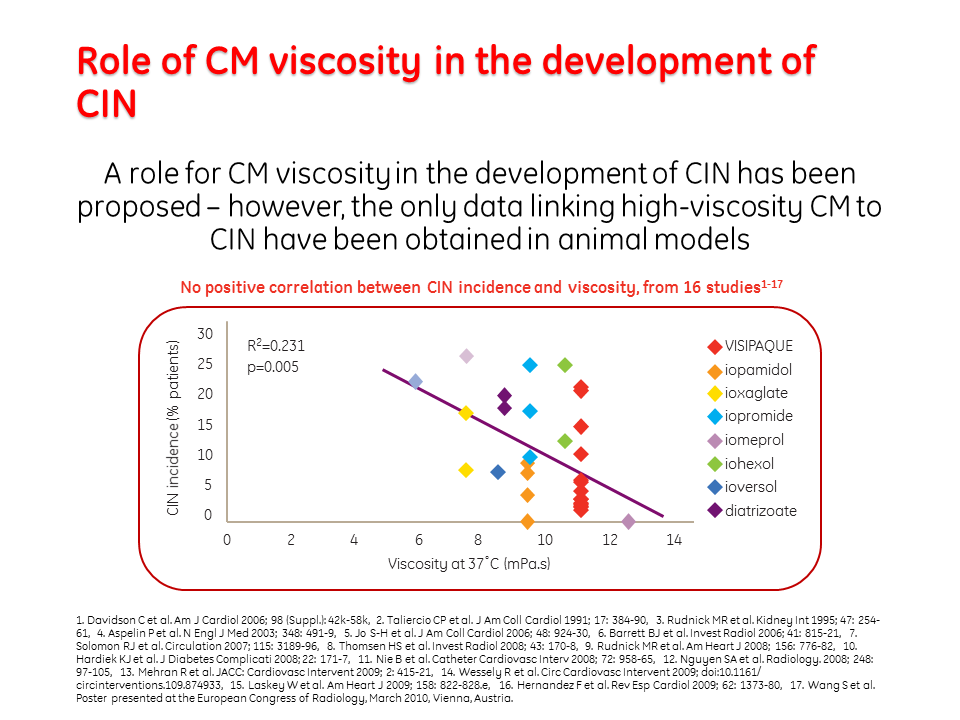 Role of CM viscosity in the development of
CIN
A role for CM viscosity in the development of CIN has been
proposed – however, the only data linking high-viscosity CM to
CIN have been obtained in animal models
No positive correlation between CIN incidence and viscosity, from 16 studies1-17
CIN incidence (% patients)
30
25
20
15
10
5
0
R2=0.231
p=0.005
0 2 4 6 8 10 12 14
Viscosity at 37˚C (mPa.s)
VISIPAQUE
iopamidol
ioxaglate
iopromide
iomeprol
iohexol
ioversol
diatrizoate
1. Davidson C et al. Am J Cardiol 2006; 98 (Suppl.): 42k-58k, 2. Taliercio CP et al. J Am Coll Cardiol 1991; 17: 384-90, 3. Rudnick MR et al. Kidney Int 1995; 47: 254-
61, 4. Aspelin P et al. N Engl J Med 2003; 348: 491-9, 5. Jo S-H et al. J Am Coll Cardiol 2006; 48: 924-30, 6. Barrett BJ et al. Invest Radiol 2006; 41: 815-21, 7.
Solomon RJ et al. Circulation 2007; 115: 3189-96, 8. Thomsen HS et al. Invest Radiol 2008; 43: 170-8, 9. Rudnick MR et al. Am Heart J 2008; 156: 776-82, 10.
Hardiek KJ et al. J Diabetes Complicati 2008; 22: 171-7, 11. Nie B et al. Catheter Cardiovasc Interv 2008; 72: 958-65, 12. Nguyen SA et al. Radiology. 2008; 248:
97-105, 13. Mehran R et al. JACC: Cardiovasc Intervent 2009; 2: 415-21, 14. Wessely R et al. Circ Cardiovasc Intervent 2009; doi:10.1161/
circinterventions.109.874933, 15. Laskey W et al. Am Heart J 2009; 158: 822-828.e, 16. Hernandez F et al. Rev Esp Cardiol 2009; 62: 1373-80, 17. Wang S et al.
Poster presented at the European Congress of Radiology, March 2010, Vienna, Austria.